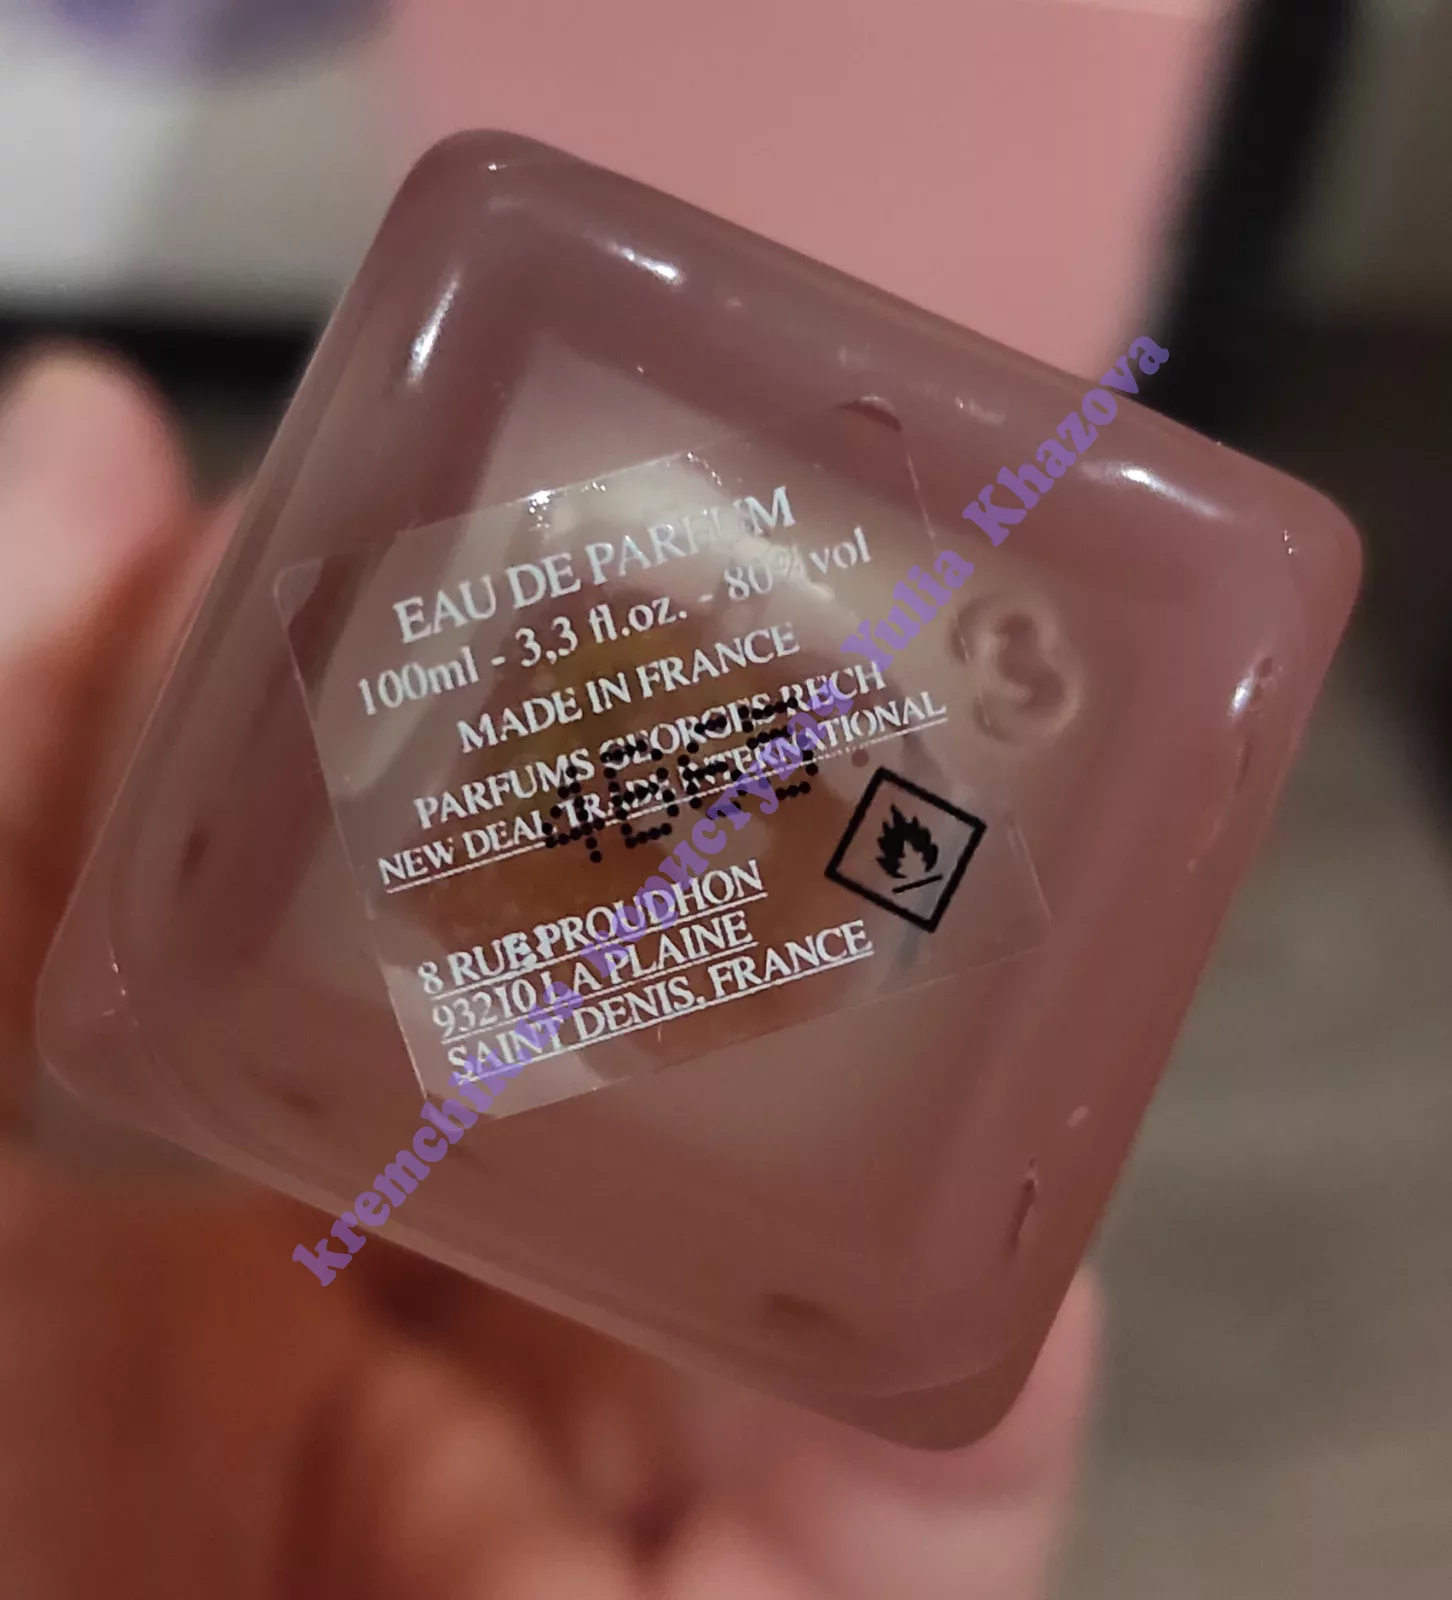 EAU DE PARFUM
100ml - 3,3 fl.oz. - 80% vol
MADE IN FRANCE
PARFUMS GEORGES RECH
NEW DEAL TRADE INTERNATIONAL
8 RUE PROUDHON
93210 LA PLAINE
SAINT DENIS, FRANCE
Yulia Khazova